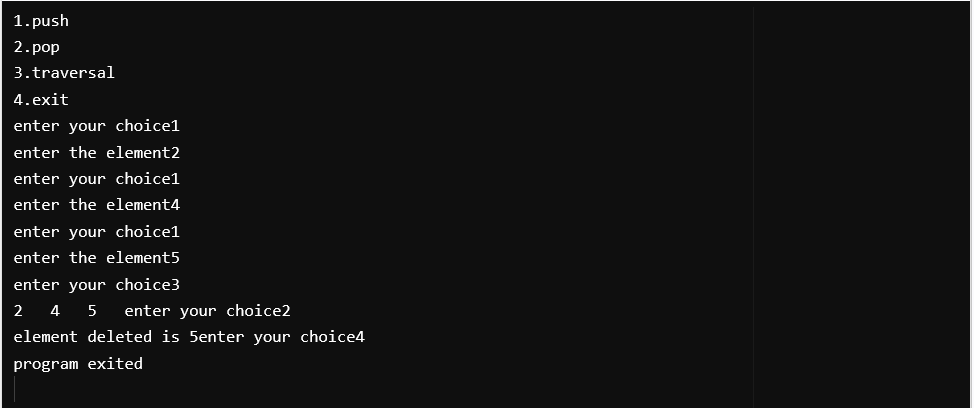 1.push
2.pop
3.traversal
4.exit
enter your choice1
enter the element2
enter your choice1
enter the element4
enter your choice1
enter the element5
enter your choice3
2   4   5   enter your choice2
element deleted is 5enter your choice4
program exited